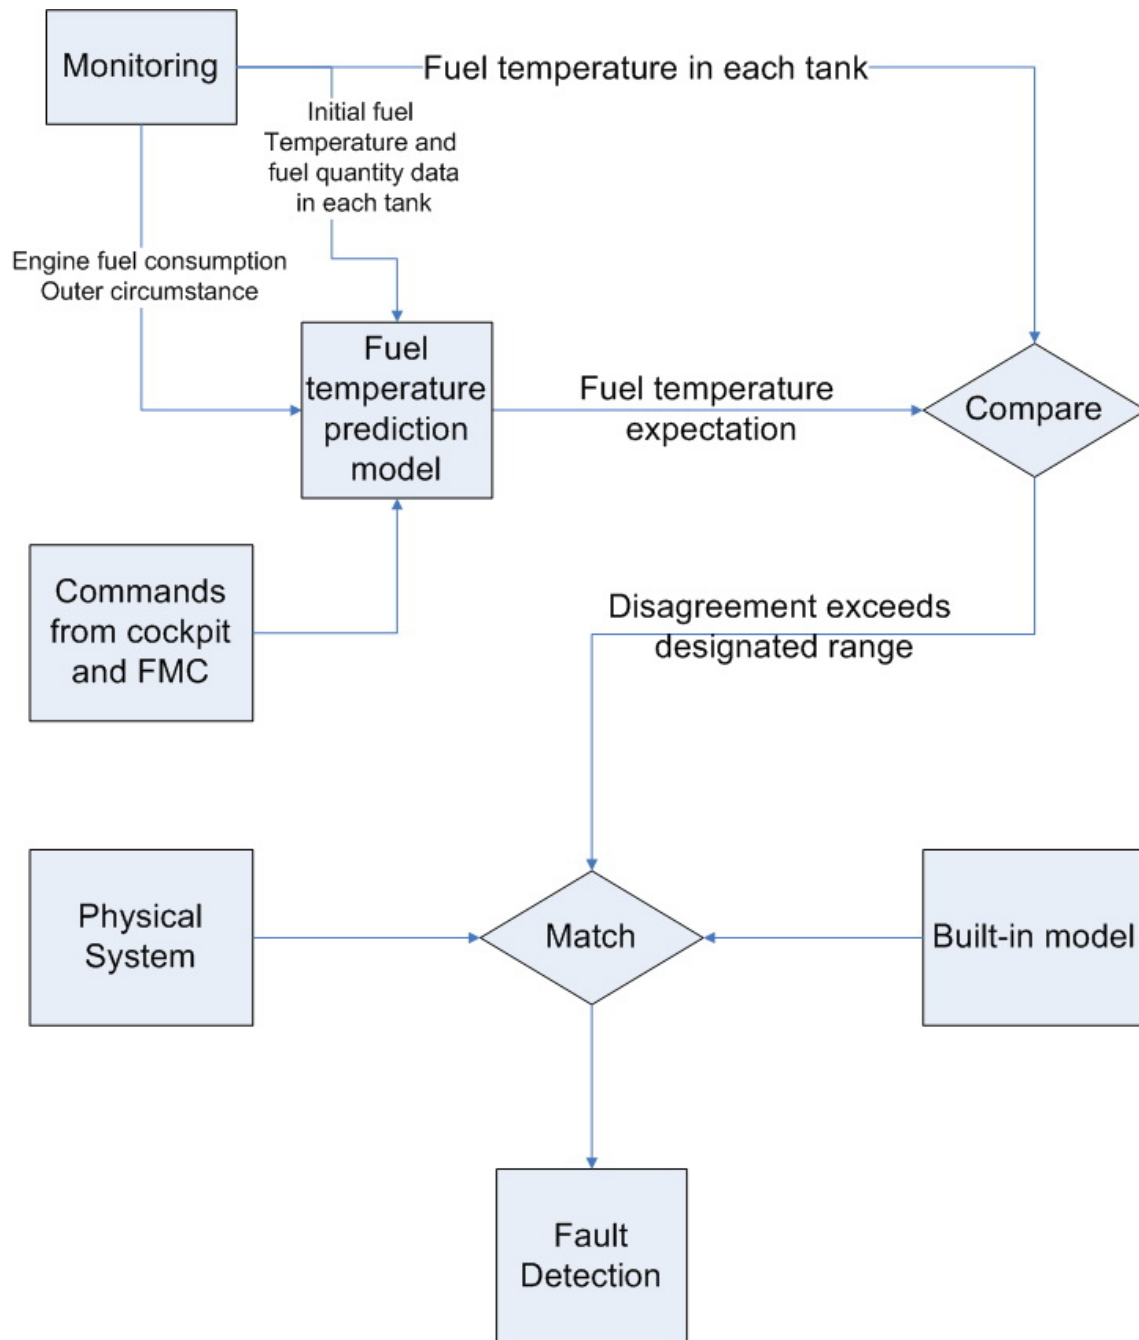 Monitoring
Fuel temperature in each tank
Initial fuel
Temperature and
fuel quantity data
in each tank
Engine fuel consumption
Outer circumstance
Fuel
temperature
prediction
model
Fuel temperature
expectation
Compare
Commands
from cockpit
and FMC
Disagreement exceeds
designated range
Physical
System
Match
Built-in model
Fault
Detection